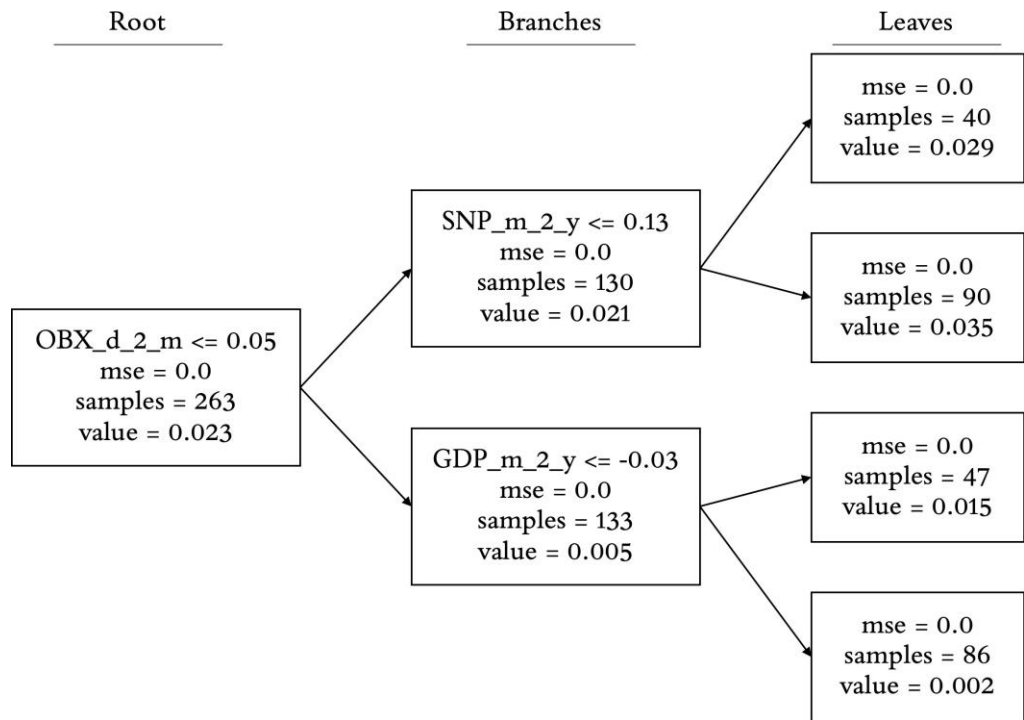 Root
Branches
Leaves
OBX_d_2_m <= 0.05
mse = 0.0
samples = 263
value = 0.023
SNP_m_2_y <= 0.13
mse = 0.0
samples = 130
value = 0.021
GDP_m_2_y <= -0.03
mse = 0.0
samples = 133
value = 0.005
mse = 0.0
samples = 40
value = 0.029
mse = 0.0
samples = 90
value = 0.035
mse = 0.0
samples = 47
value = 0.015
mse = 0.0
samples = 86
value = 0.002